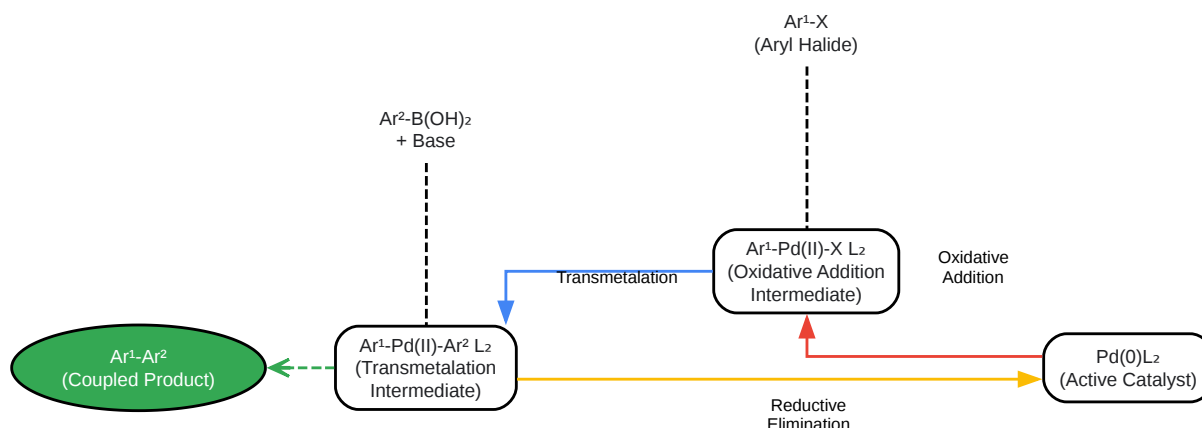 Ar¹-X
(Aryl Halide)
Ar²-B(OH)₂
+ Base
Ar¹-Pd(II)-X L₂
(Oxidative Addition
Intermediate)
Oxidative
Addition
Transmetalation
Ar¹-Ar²
(Coupled Product)
Ar¹-Pd(II)-Ar² L₂
(Transmetalation
Intermediate)
Pd(0)L₂
(Active Catalyst)
Reductive
Elimination